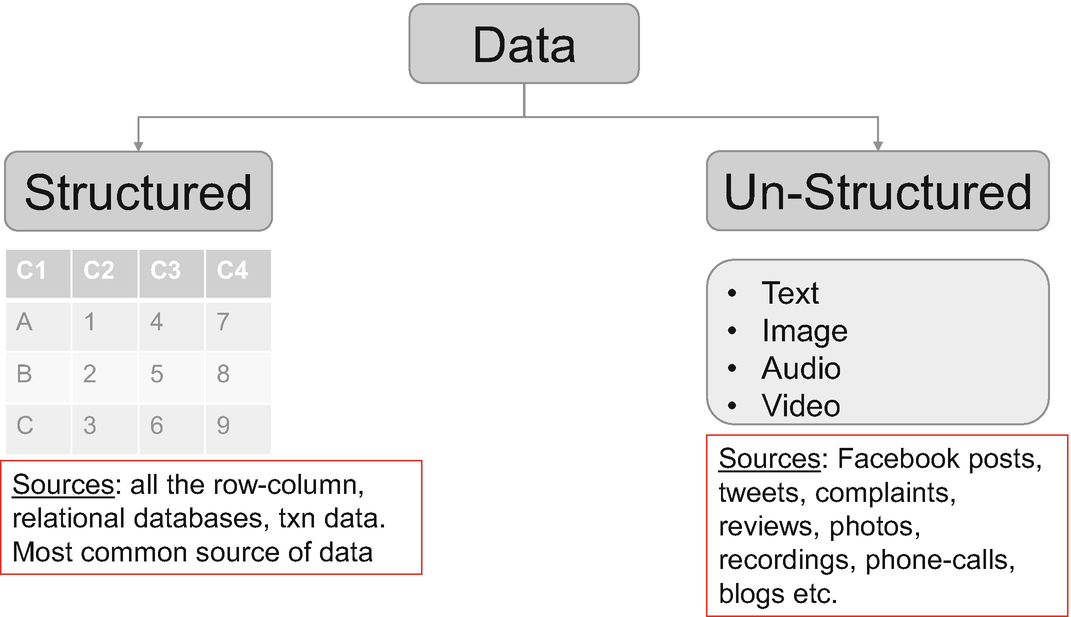 Data
Structured
C1 C2 C3 C4
A 1 4 7
B 2 5 8
C 3 6 9
Sources: all the row-column,
relational databases, txn data.
Most common source of data
Un-Structured
• Text
• Image
• Audio
• Video
Sources: Facebook posts,
tweets, complaints,
reviews, photos,
recordings, phone-calls,
blogs etc.